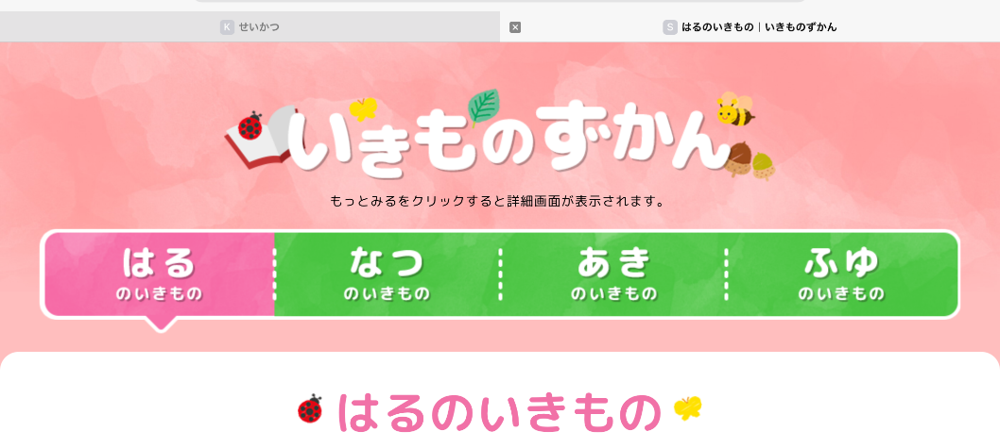 K せいかつ
S はるのいきもの｜いきものずかん
いきものずかん
もっとみるをクリックすると詳細画面が表示されます。
はる
のいきもの
なつ
のいきもの
あき
のいきもの
ふゆ
のいきもの
はるのいきもの